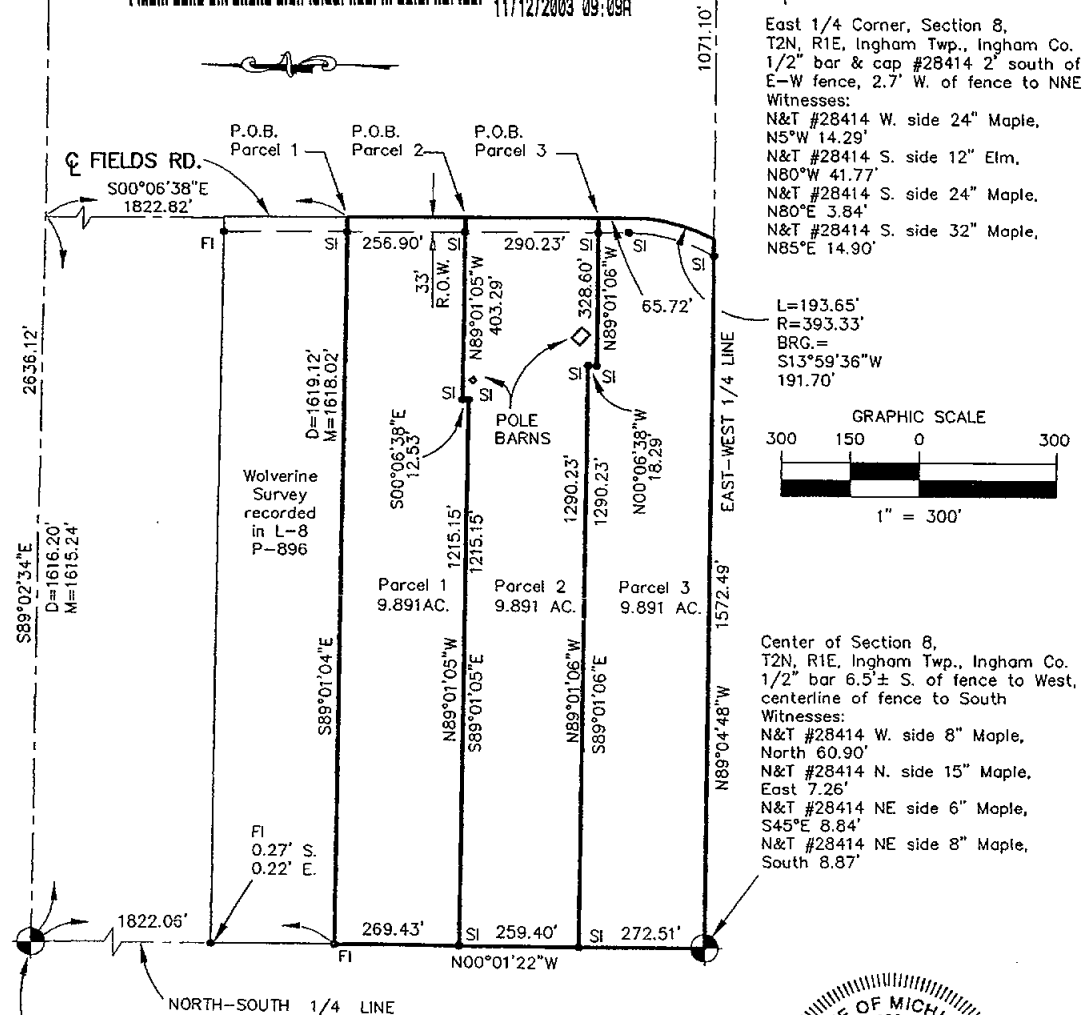 11/12/2003 09:09A
1071.10'
East 1/4 Corner, Section 8,
T2N, R1E, Ingham Twp., Ingham Co.
1/2" bar & cap #28414 2' south of
E-W fence, 2.7' W. of fence to NNE
Witnesses:
N&T #28414 W. side 24" Maple,
N5°W 14.29'
N&T #28414 S. side 12" Elm,
N80°W 41.77'
N&T #28414 S. side 24" Maple,
N80°E 3.84'
N&T #28414 S. side 32" Maple,
N85°E 14.90'
P.O.B.
Parcel 1
P.O.B.
Parcel 2
P.O.B.
Parcel 3
℄ FIELDS RD.
S00°06'38"E
1822.82'
FI
SI
256.90'
SI
290.23'
SI
SI
SI
33'
R.O.W.
N89°01'05"W
403.29'
328.60'
N89°01'06"W
65.72'
L=193.65'
R=393.33'
BRG.=
S13°59'36"W
191.70'
2636.12'
D=1619.12'
M=1618.02'
SI
SI
SI
SI
POLE
BARNS
S00°06'38"E
12.53'
N00°06'38"W
18.29'
EAST-WEST 1/4 LINE
GRAPHIC SCALE
300
150
0
300
1" = 300'
Wolverine
Survey
recorded
in L-8
P-896
S89°02'34"E
D=1616.20'
M=1615.24'
1215.15'
1215.15'
1290.23'
1290.23'
1572.49'
Parcel 1
9.891AC.
Parcel 2
9.891 AC.
Parcel 3
9.891 AC.
S89°01'04"E
N89°01'05"W
S89°01'05"E
N89°01'06"W
S89°01'06"E
N89°04'48"W
Center of Section 8,
T2N, R1E, Ingham Twp., Ingham Co.
1/2" bar 6.5'± S. of fence to West,
centerline of fence to South
Witnesses:
N&T #28414 W. side 8" Maple,
North 60.90'
N&T #28414 N. side 15" Maple,
East 7.26'
N&T #28414 NE side 6" Maple,
S45°E 8.84'
N&T #28414 NE side 8" Maple,
South 8.87'
FI
0.27' S.
0.22' E.
1822.06'
FI
269.43'
SI
259.40'
SI
272.51'
N00°01'22"W
NORTH-SOUTH 1/4 LINE
OF MICH